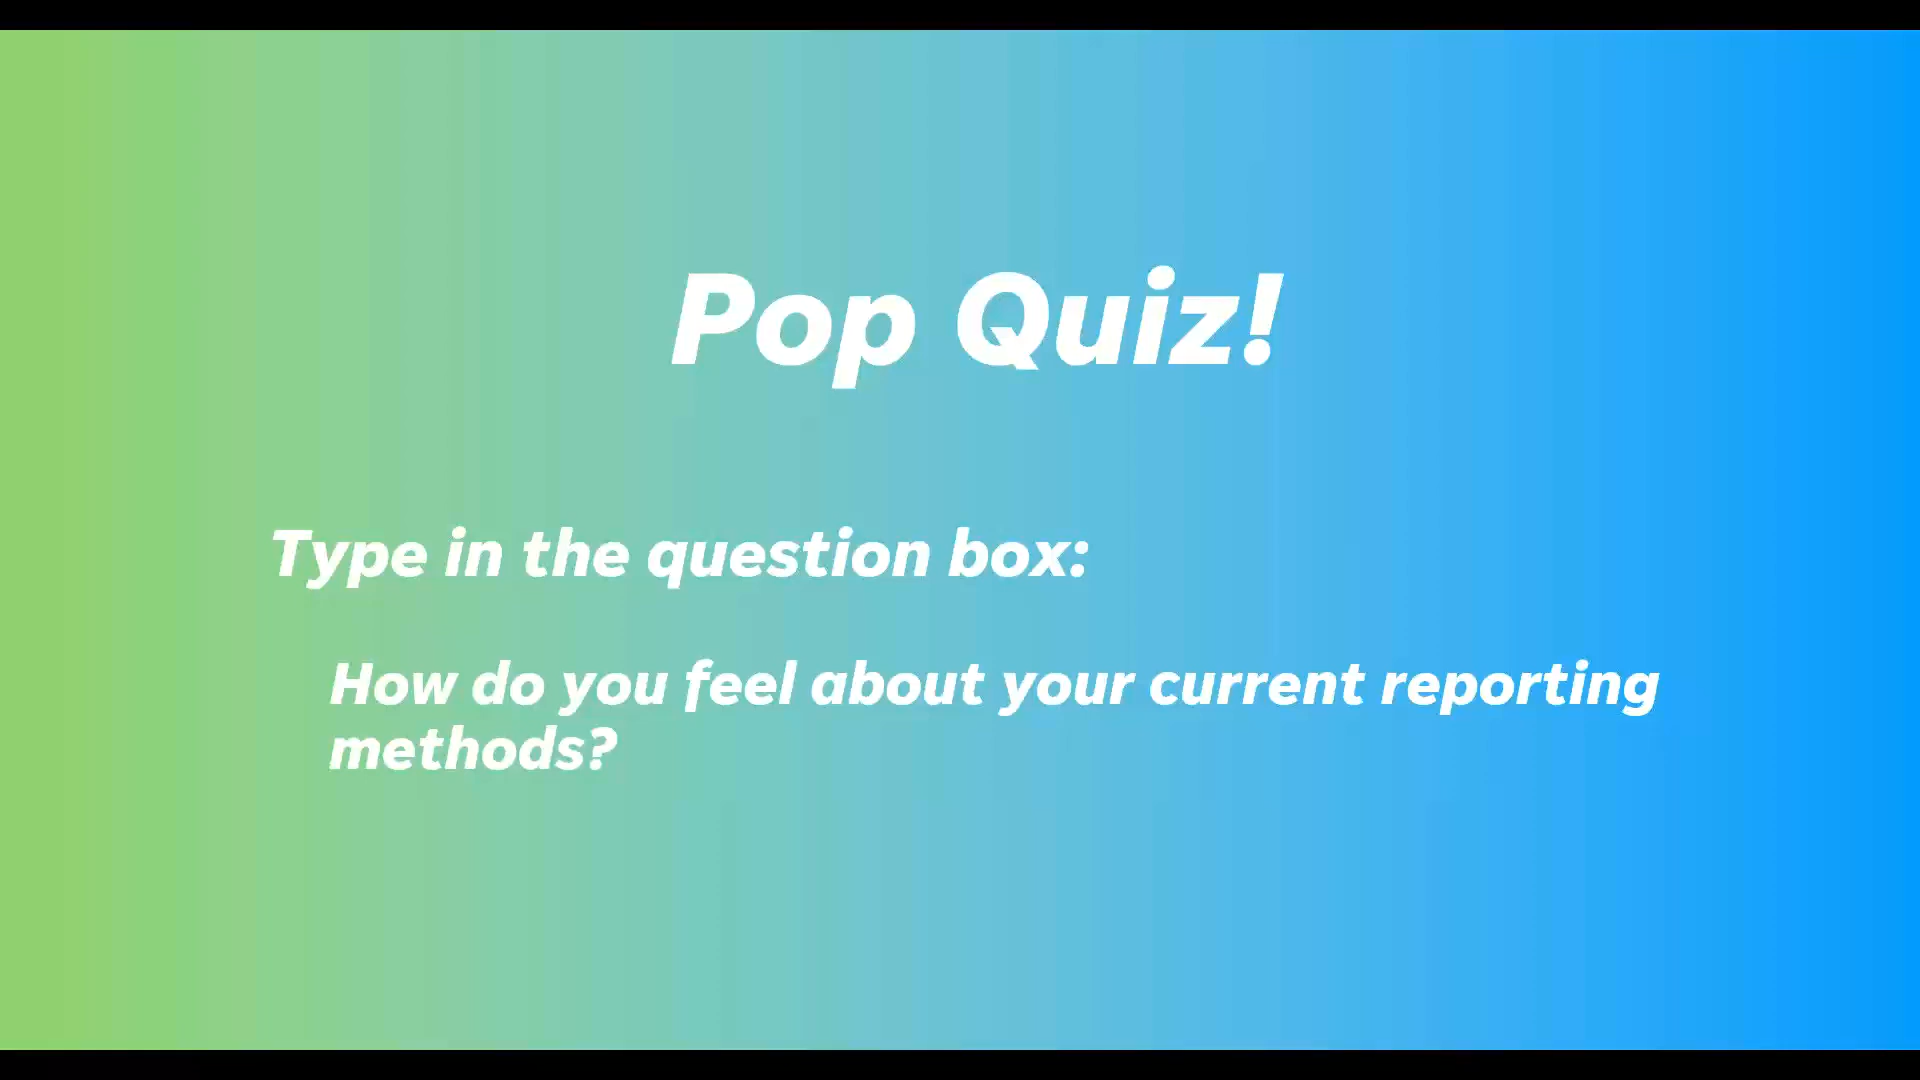 Pop Quiz!
Type in the question box:
How do you feel about your current reporting
methods?